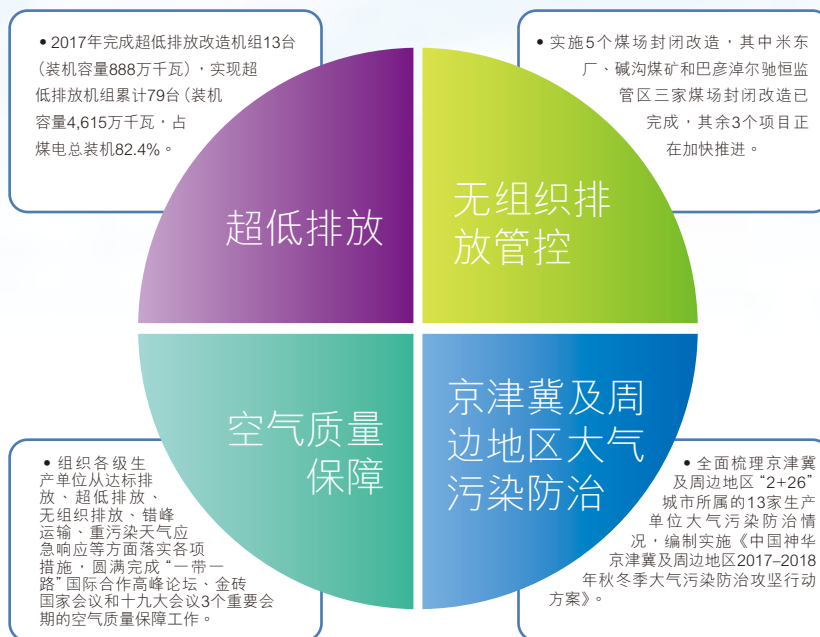 • 2017年完成超低排放改造机组13台
(装机容量888万千瓦)，实现超
低排放机组累计79台(装机
容量4,615万千瓦，占
煤电总装机82.4%。
• 实施5个煤场封闭改造，其中米东
厂、碱沟煤矿和巴彦淖尔驰恒监
管区三家煤场封闭改造已
完成，其余3个项目正
在加快推进。
超低排放
无组织排
放管控
空气质量
保障
京津冀及周
边地区大气
污染防治
• 组织各级生
产单位从达标排
放、超低排放、
无组织排放、错峰
运输、重污染天气应
急响应等方面落实各项
措施，圆满完成“一带一
路”国际合作高峰论坛、金砖
国家会议和十九大会议3个重要会
期的空气质量保障工作。
• 全面梳理京津冀
及周边地区“2+26”
城市所属的13家生产
单位大气污染防治情
况，编制实施《中国神华
京津冀及周边地区2017–2018
年秋冬季大气污染防治攻坚行动
方案》。